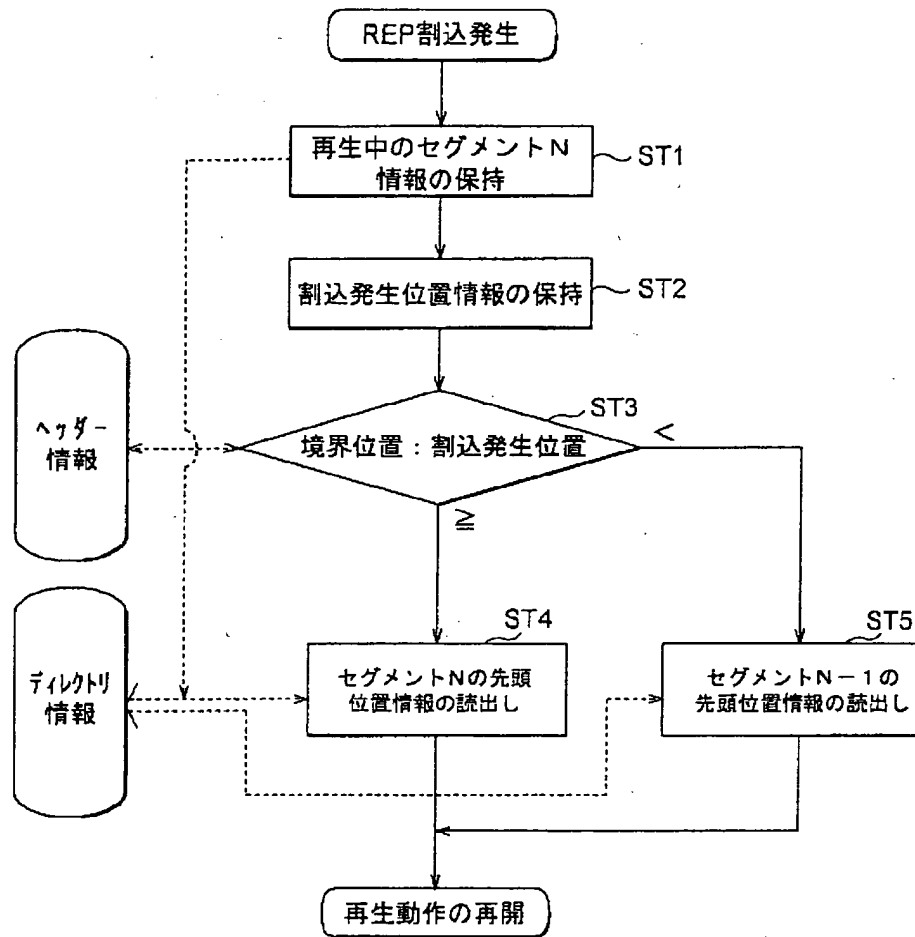 REP割込発生
再生中のセグメントN
情報の保持
ST1
割込発生位置情報の保持
ST2
ST3
境界位置：割込発生位置
<
≧
ヘッダー
情報
ST4
セグメントNの先頭
位置情報の読出し
ST5
セグメントN－1の
先頭位置情報の読出し
ディレクトリ
情報
再生動作の再開